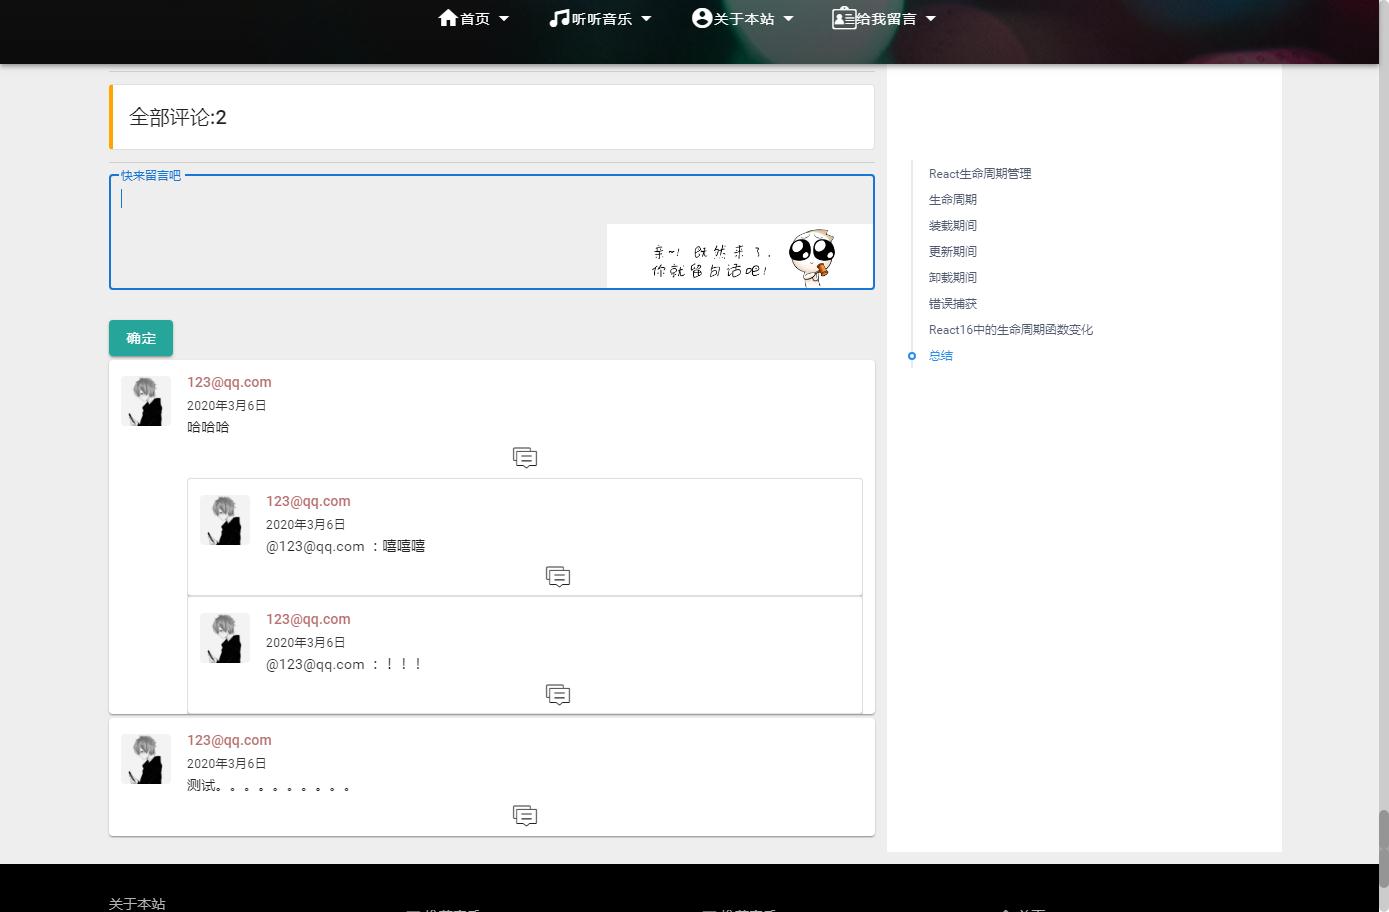 首页
听听音乐
关于本站
给我留言
全部评论:2
快来留言吧
亲~! 既然来了,
你就留句话吧!
确定
123@qq.com
2020年3月6日
哈哈哈
123@qq.com
2020年3月6日
@123@qq.com ：嘻嘻嘻
123@qq.com
2020年3月6日
@123@qq.com ：！！！
123@qq.com
2020年3月6日
测试。。。。。。。。。。
React生命周期管理
生命周期
装载期间
更新期间
卸载期间
错误捕获
React16中的生命周期函数变化
总结
关于本站